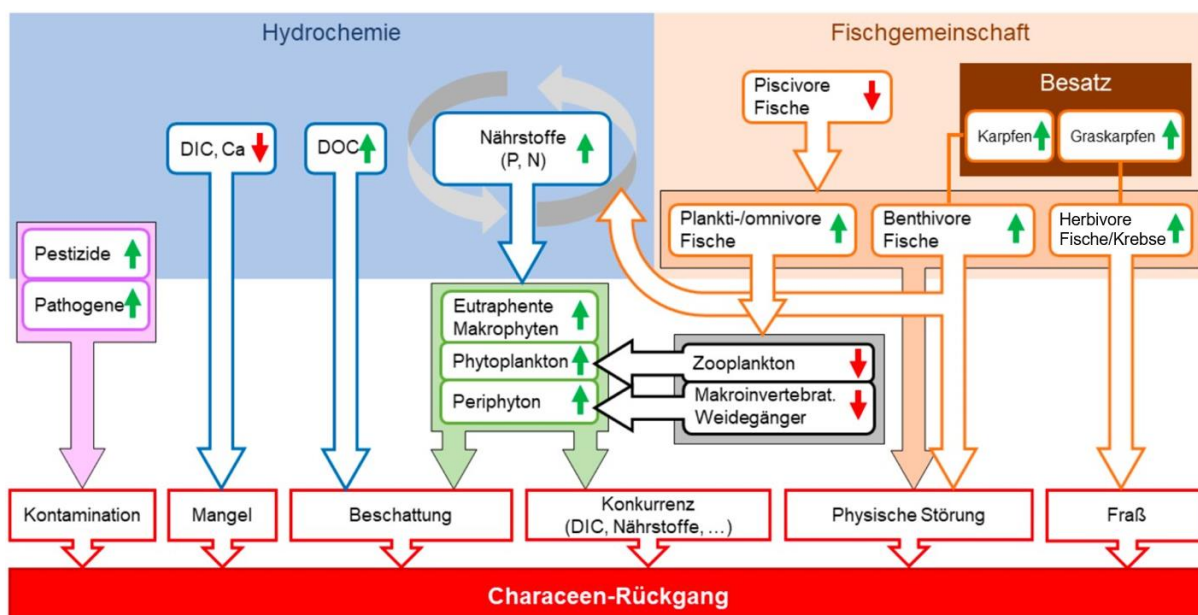 Hydrochemie
Fischgemeinschaft
Besatz
Piscivore
Fische
Karpfen
Graskarpfen
DIC, Ca
DOC
Nährstoffe
(P, N)
Plankti-/omnivore
Fische
Benthivore
Fische
Herbivore
Fische/Krebse
Pestizide
Pathogene
Eutraphente
Makrophyten
Phytoplankton
Periphyton
Zooplankton
Makroinvertebrat.
Weidegänger
Kontamination
Mangel
Beschattung
Konkurrenz
(DIC, Nährstoffe, …)
Physische Störung
Fraß
Characeen-Rückgang